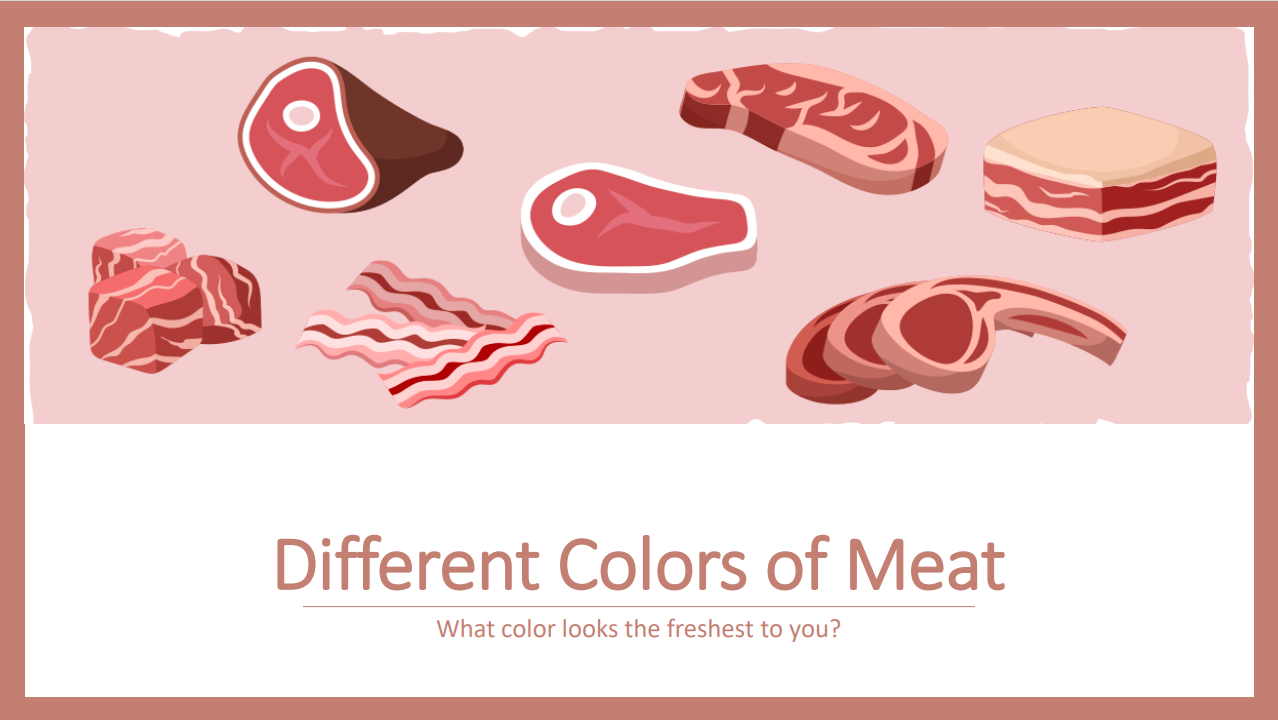 Different Colors of Meat
What color looks the freshest to you?